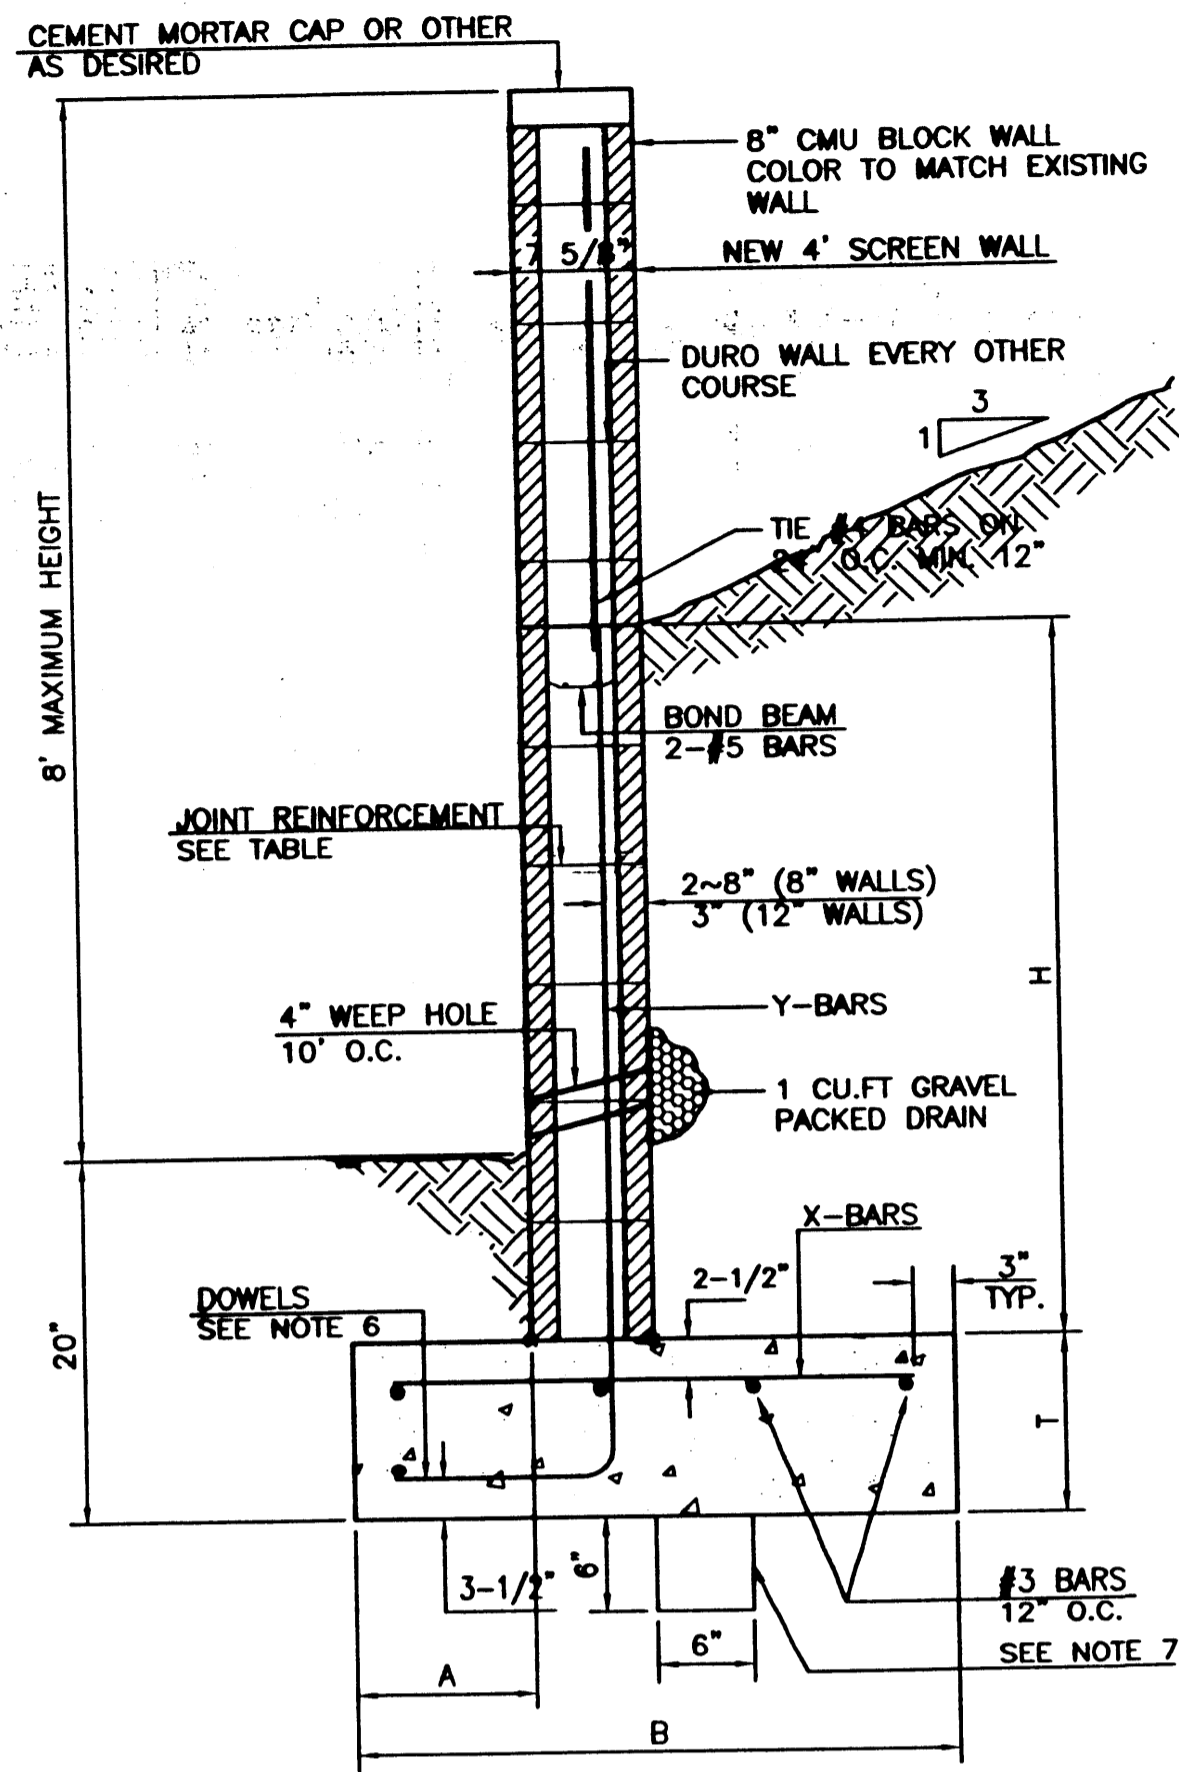 CEMENT MORTAR CAP OR OTHER
AS DESIRED
8" CMU BLOCK WALL
COLOR TO MATCH EXISTING
WALL
7 5/8"
NEW 4' SCREEN WALL
DURO WALL EVERY OTHER
COURSE
3
1
8' MAXIMUM HEIGHT
TIE #4 BARS ON
24" O.C. MIN. 12"
BOND BEAM
2-#5 BARS
JOINT REINFORCEMENT
SEE TABLE
2~8" (8" WALLS)
3" (12" WALLS)
H
4" WEEP HOLE
10' O.C.
Y-BARS
1 CU.FT GRAVEL
PACKED DRAIN
X-BARS
2-1/2"
3"
TYP.
DOWELS
SEE NOTE 6
20"
T
3-1/2"
6"
6"
#3 BARS
12" O.C.
SEE NOTE 7
A
B